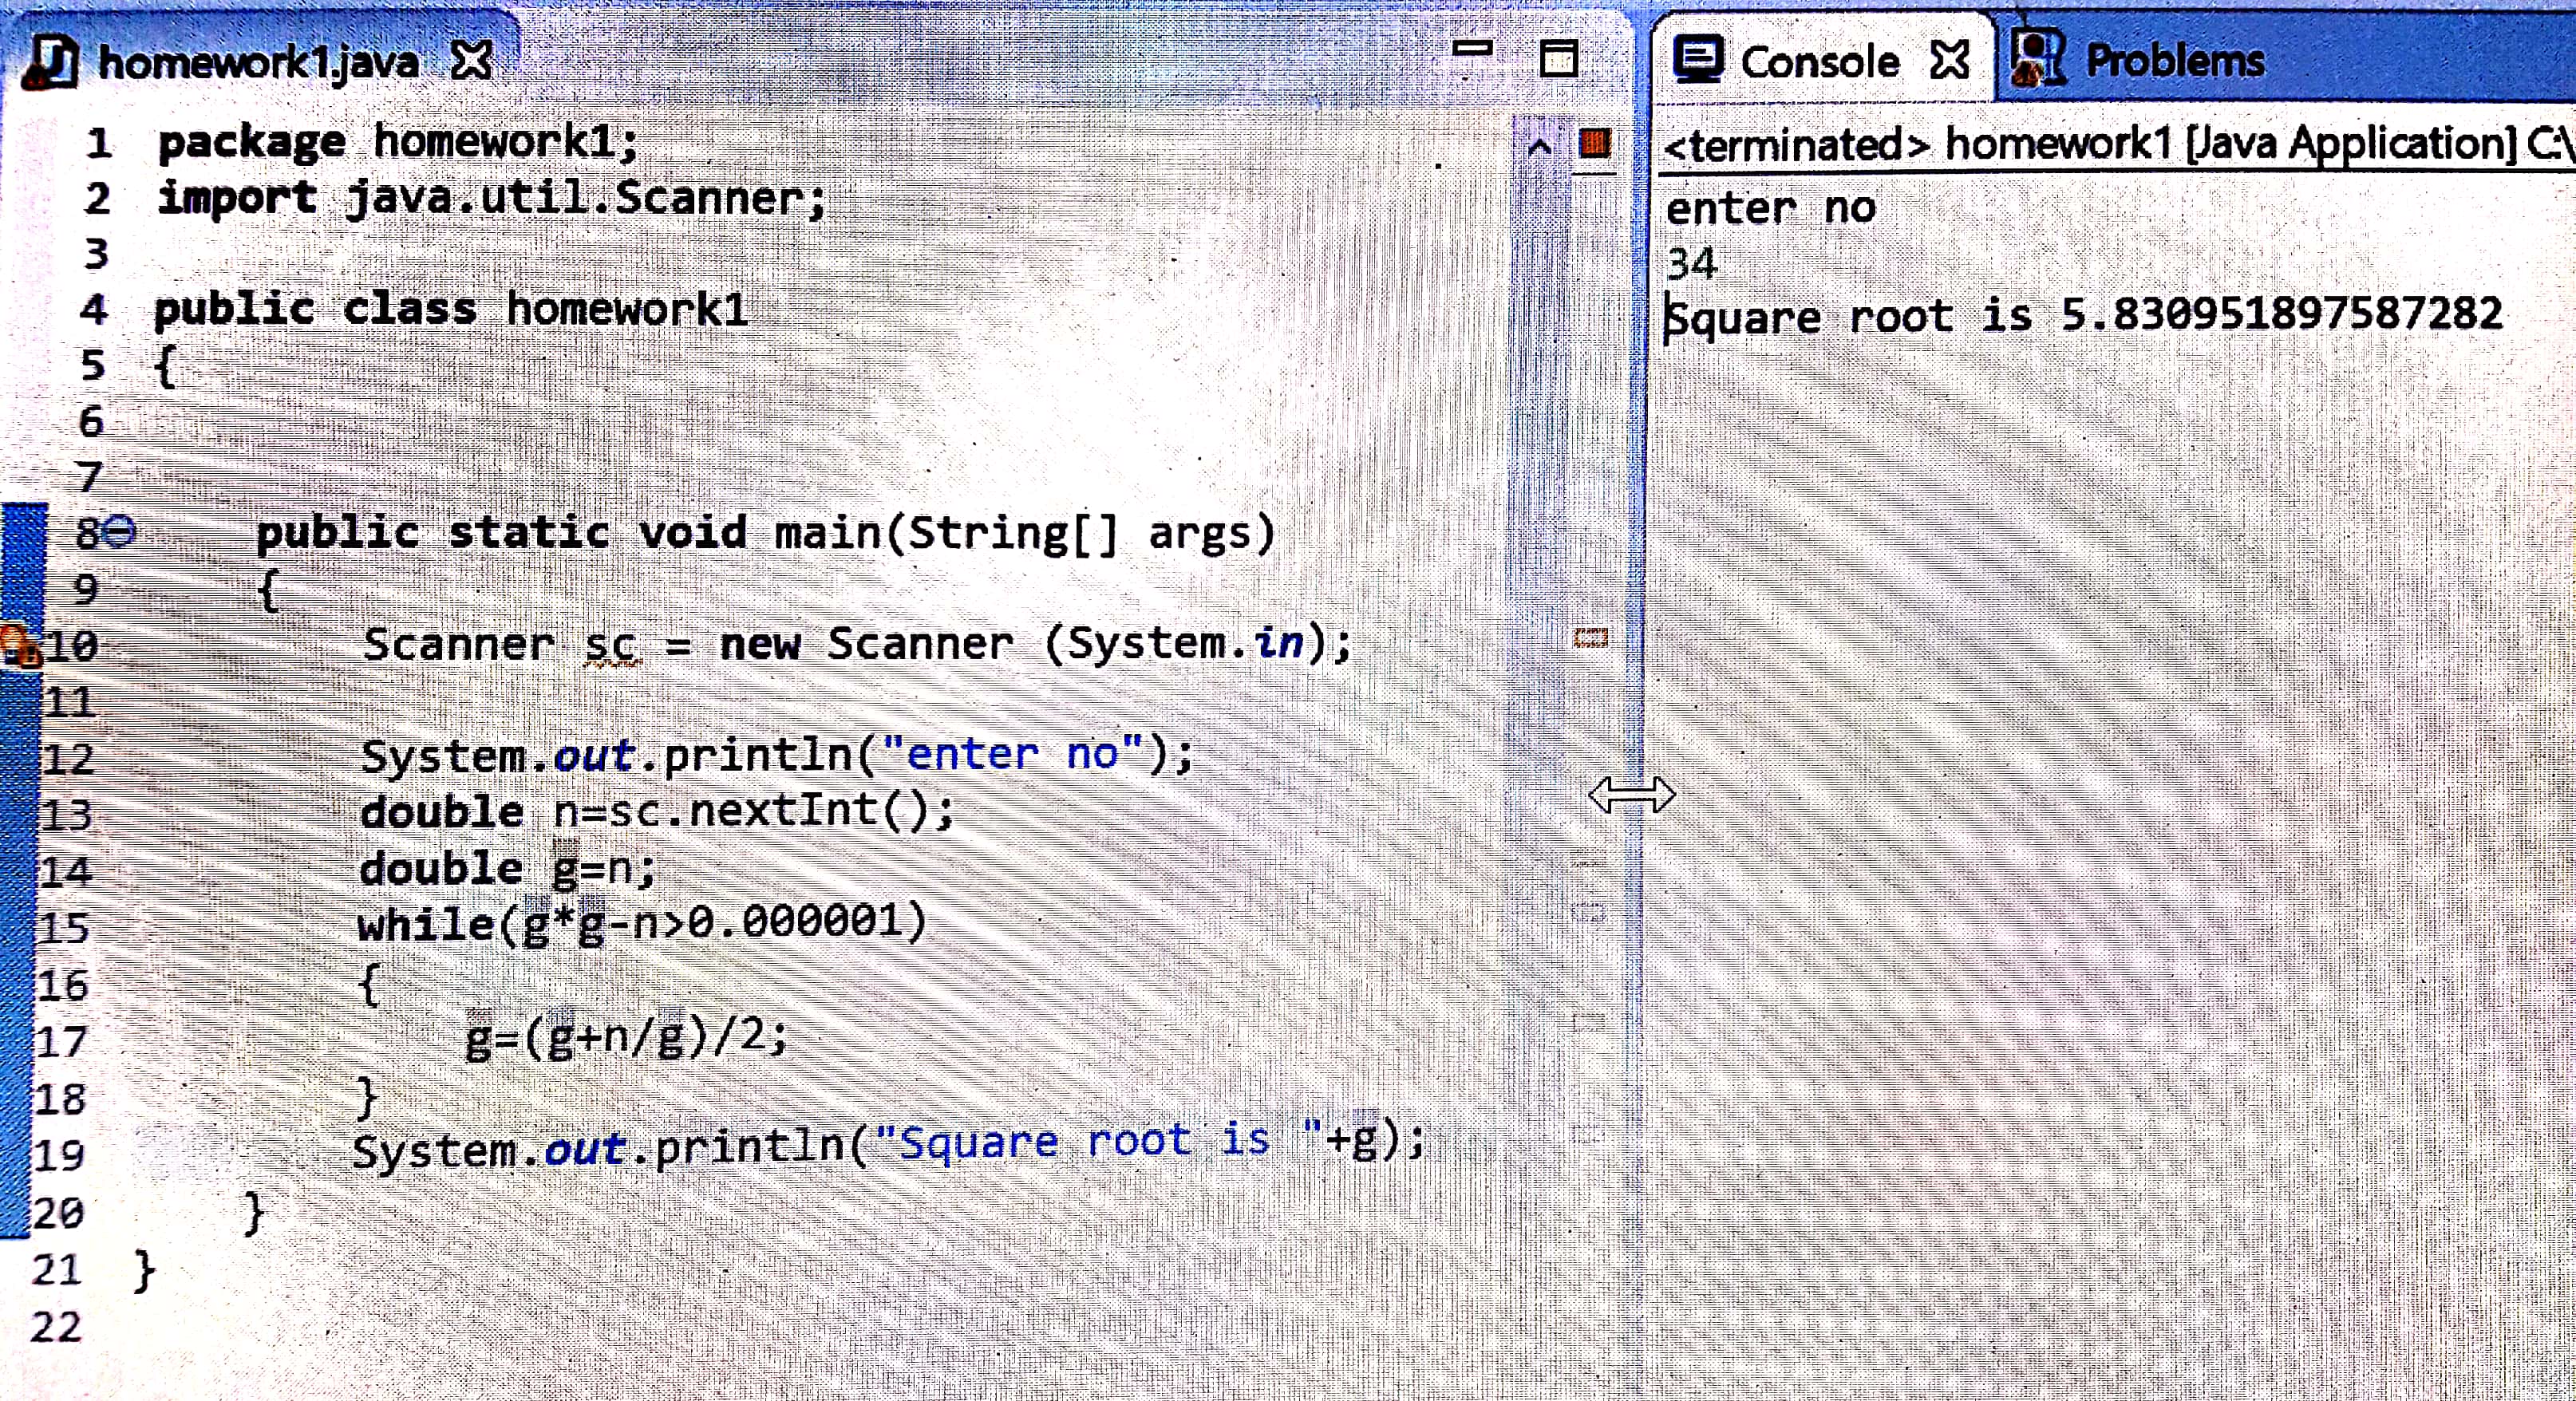 homework1.java
1 package homework1;
2 import java.util.Scanner;
3
4 public class homework1
5 {
6
7
8 public static void main(String[] args)
9 {
10 Scanner sc = new Scanner (System.in);
11
12 System.out.println("enter no");
13 double n=sc.nextInt();
14 double g=n;
15 while(g*g-n>0.000001)
16 {
17 g=(g+n/g)/2;
18 }
19 System.out.println("Square root is "+g);
20 }
21 }
22
Console Problems
<terminated> homework1 [Java Application] C:\
enter no
34
Square root is 5.830951897587282